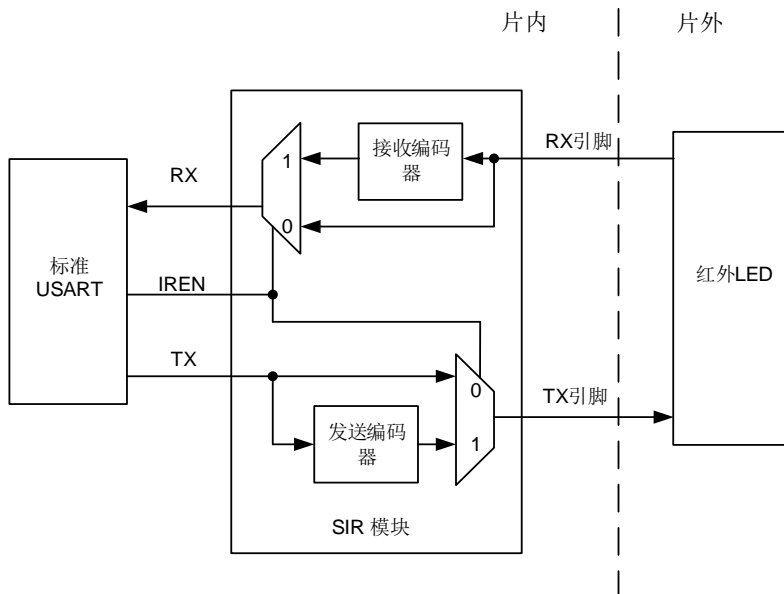 片内
片外
RX引脚
接收编码
器
1
RX
0
标准
USART
IREN
红外LED
TX
0
TX引脚
发送编码
器
1
SIR 模块